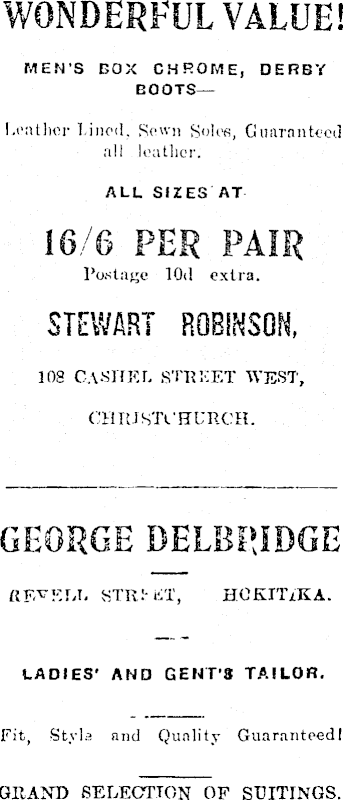 WONDERFUL VALUE!
MEN'S BOX CHROME, DERBY
BOOTS—
Leather Lined, Sewn Soles, Guaranteed
all leather.
ALL SIZES AT
16/6 PER PAIR
Postage 10d extra.
STEWART ROBINSON,
108 CASHEL STREET WEST,
CHRISTCHURCH.
GEORGE DELBRIDGE
REVELL STREET, HOKITIKA.
LADIES' AND GENT'S TAILOR.
Fit, Style and Quality Guaranteed!
GRAND SELECTION OF SUITINGS.